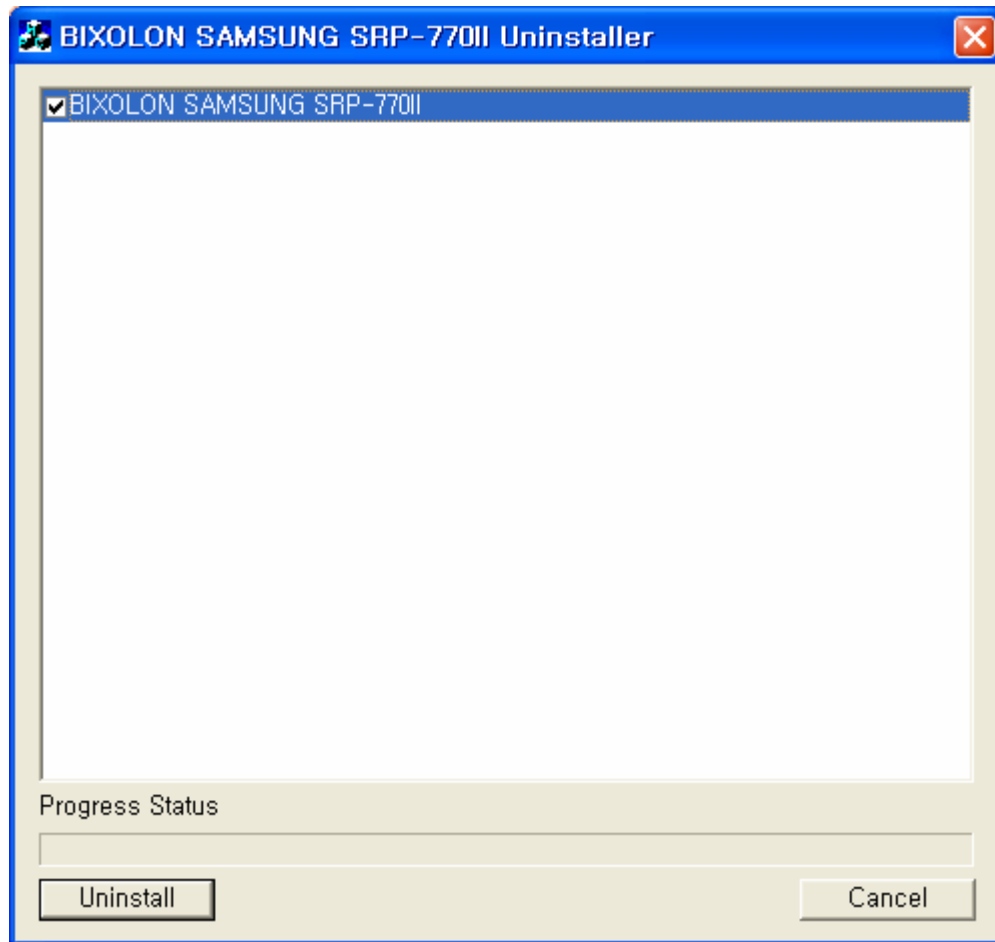 BIXOLON SAMSUNG SRP-770II Uninstaller
BIXOLON SAMSUNG SRP-770II
Progress Status
Uninstall
Cancel